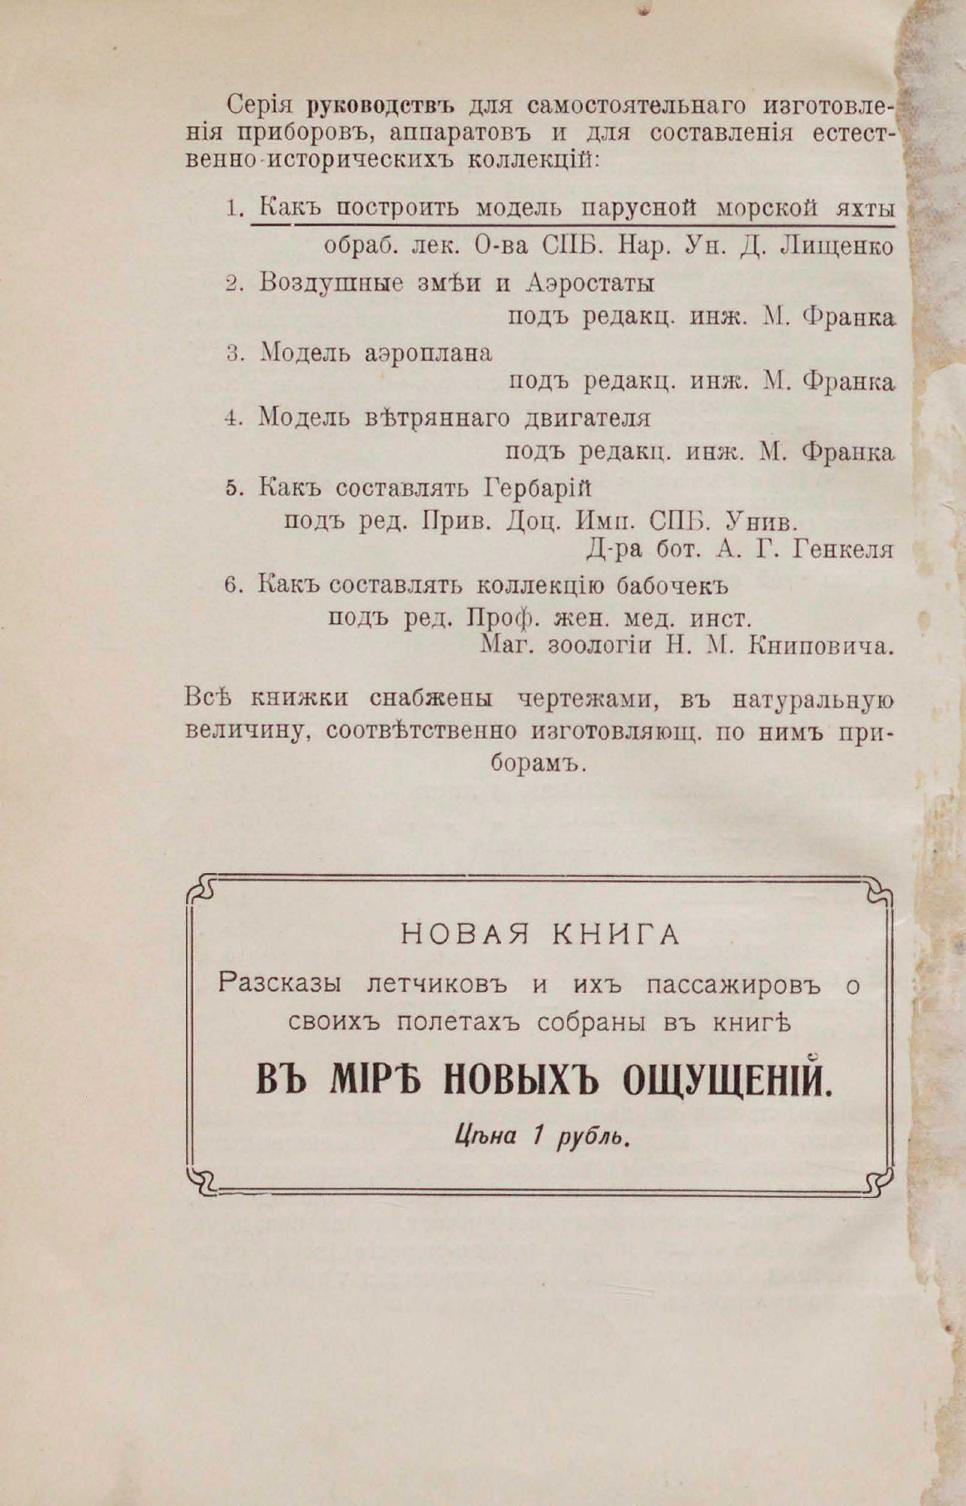 Серія руководствъ для самостоятельнаго изготовле-
нія приборовъ, аппаратовъ и для составленія естест-
венно-историческихъ коллекцій:
1. Какъ построить модель парусной морской яхты
обраб. лек. О-ва СПБ. Нар. Ун. Д. Лищенко
2. Воздушные змѣи и Аэростаты
подъ редакц. инж. М. Франка
3. Модель аэроплана
подъ редакц. инж. М. Франка
4. Модель вѣтряннаго двигателя
подъ редакц. инж. М. Франка
5. Какъ составлять Гербарій
подъ ред. Прив. Доц. Имп. СПБ. Унив.
Д-ра бот. А. Г. Генкеля
6. Какъ составлять коллекцію бабочекъ
подъ ред. Проф. жен. мед. инст.
Маг. зоологіи Н. М. Книповича.
Всѣ книжки снабжены чертежами, въ натуральную
величину, соотвѣтственно изготовляющ. по нимъ при-
борамъ.
НОВАЯ КНИГА
Разсказы летчиковъ и ихъ пассажировъ о
своихъ полетахъ собраны въ книгѣ
ВЪ МІРѢ НОВЫХЪ ОЩУЩЕНІЙ.
Цѣна 1 рубль.